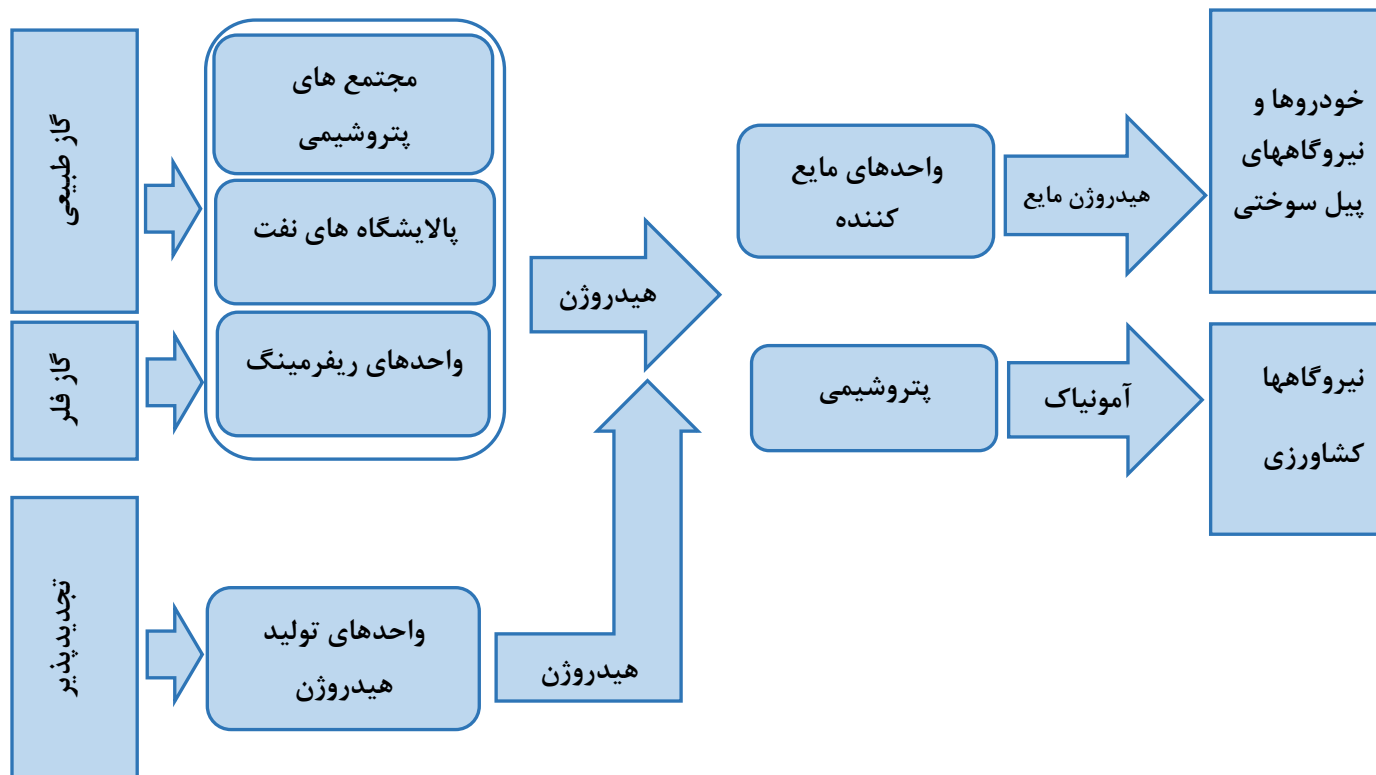 گاز طبیعی
گاز فلر
تجدیدپذیر
مجتمع های
پتروشیمی
پالایشگاه های نفت
واحدهای ریفرمینگ
واحدهای تولید
هیدروژن
هیدروژن
هیدروژن
واحدهای مایع
کننده
پتروشیمی
هیدروژن مایع
آمونیاک
خودروها و
نیروگاههای
پیل سوختی
نیروگاهها
کشاورزی